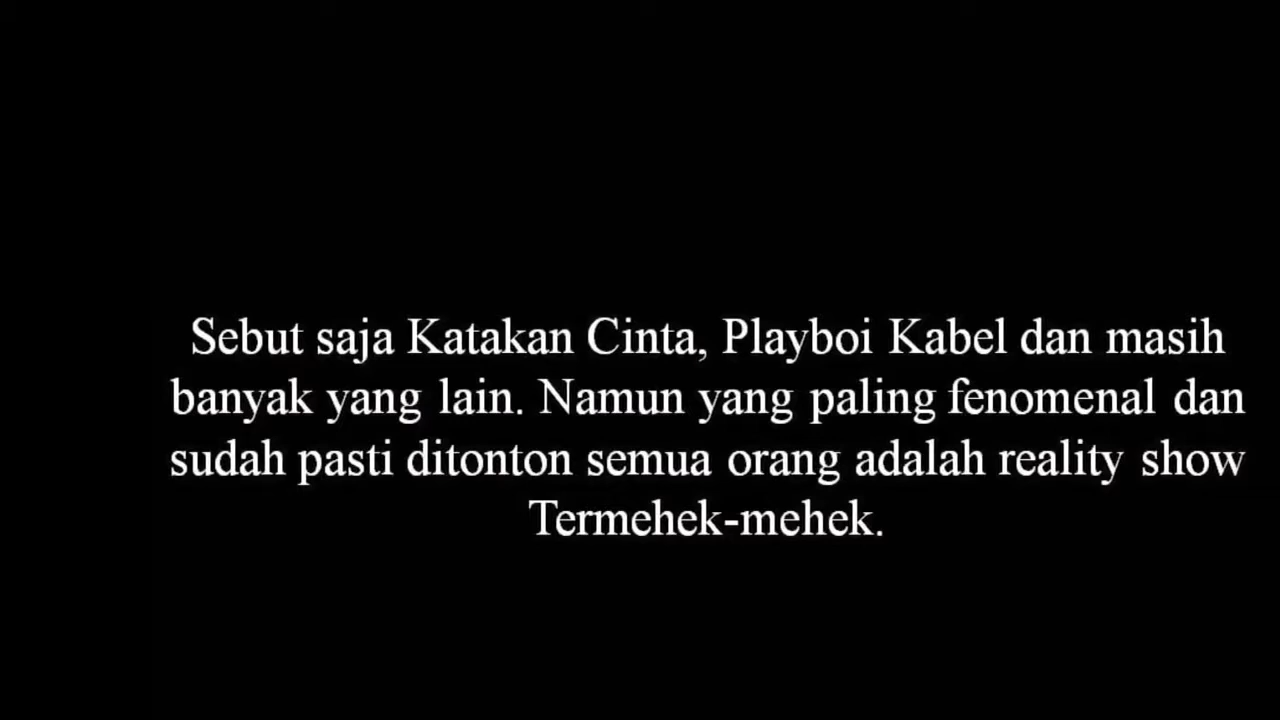 Sebut saja Katakan Cinta, Playboi Kabel dan masih
banyak yang lain. Namun yang paling fenomenal dan
sudah pasti ditonton semua orang adalah reality show
Termehek-mehek.